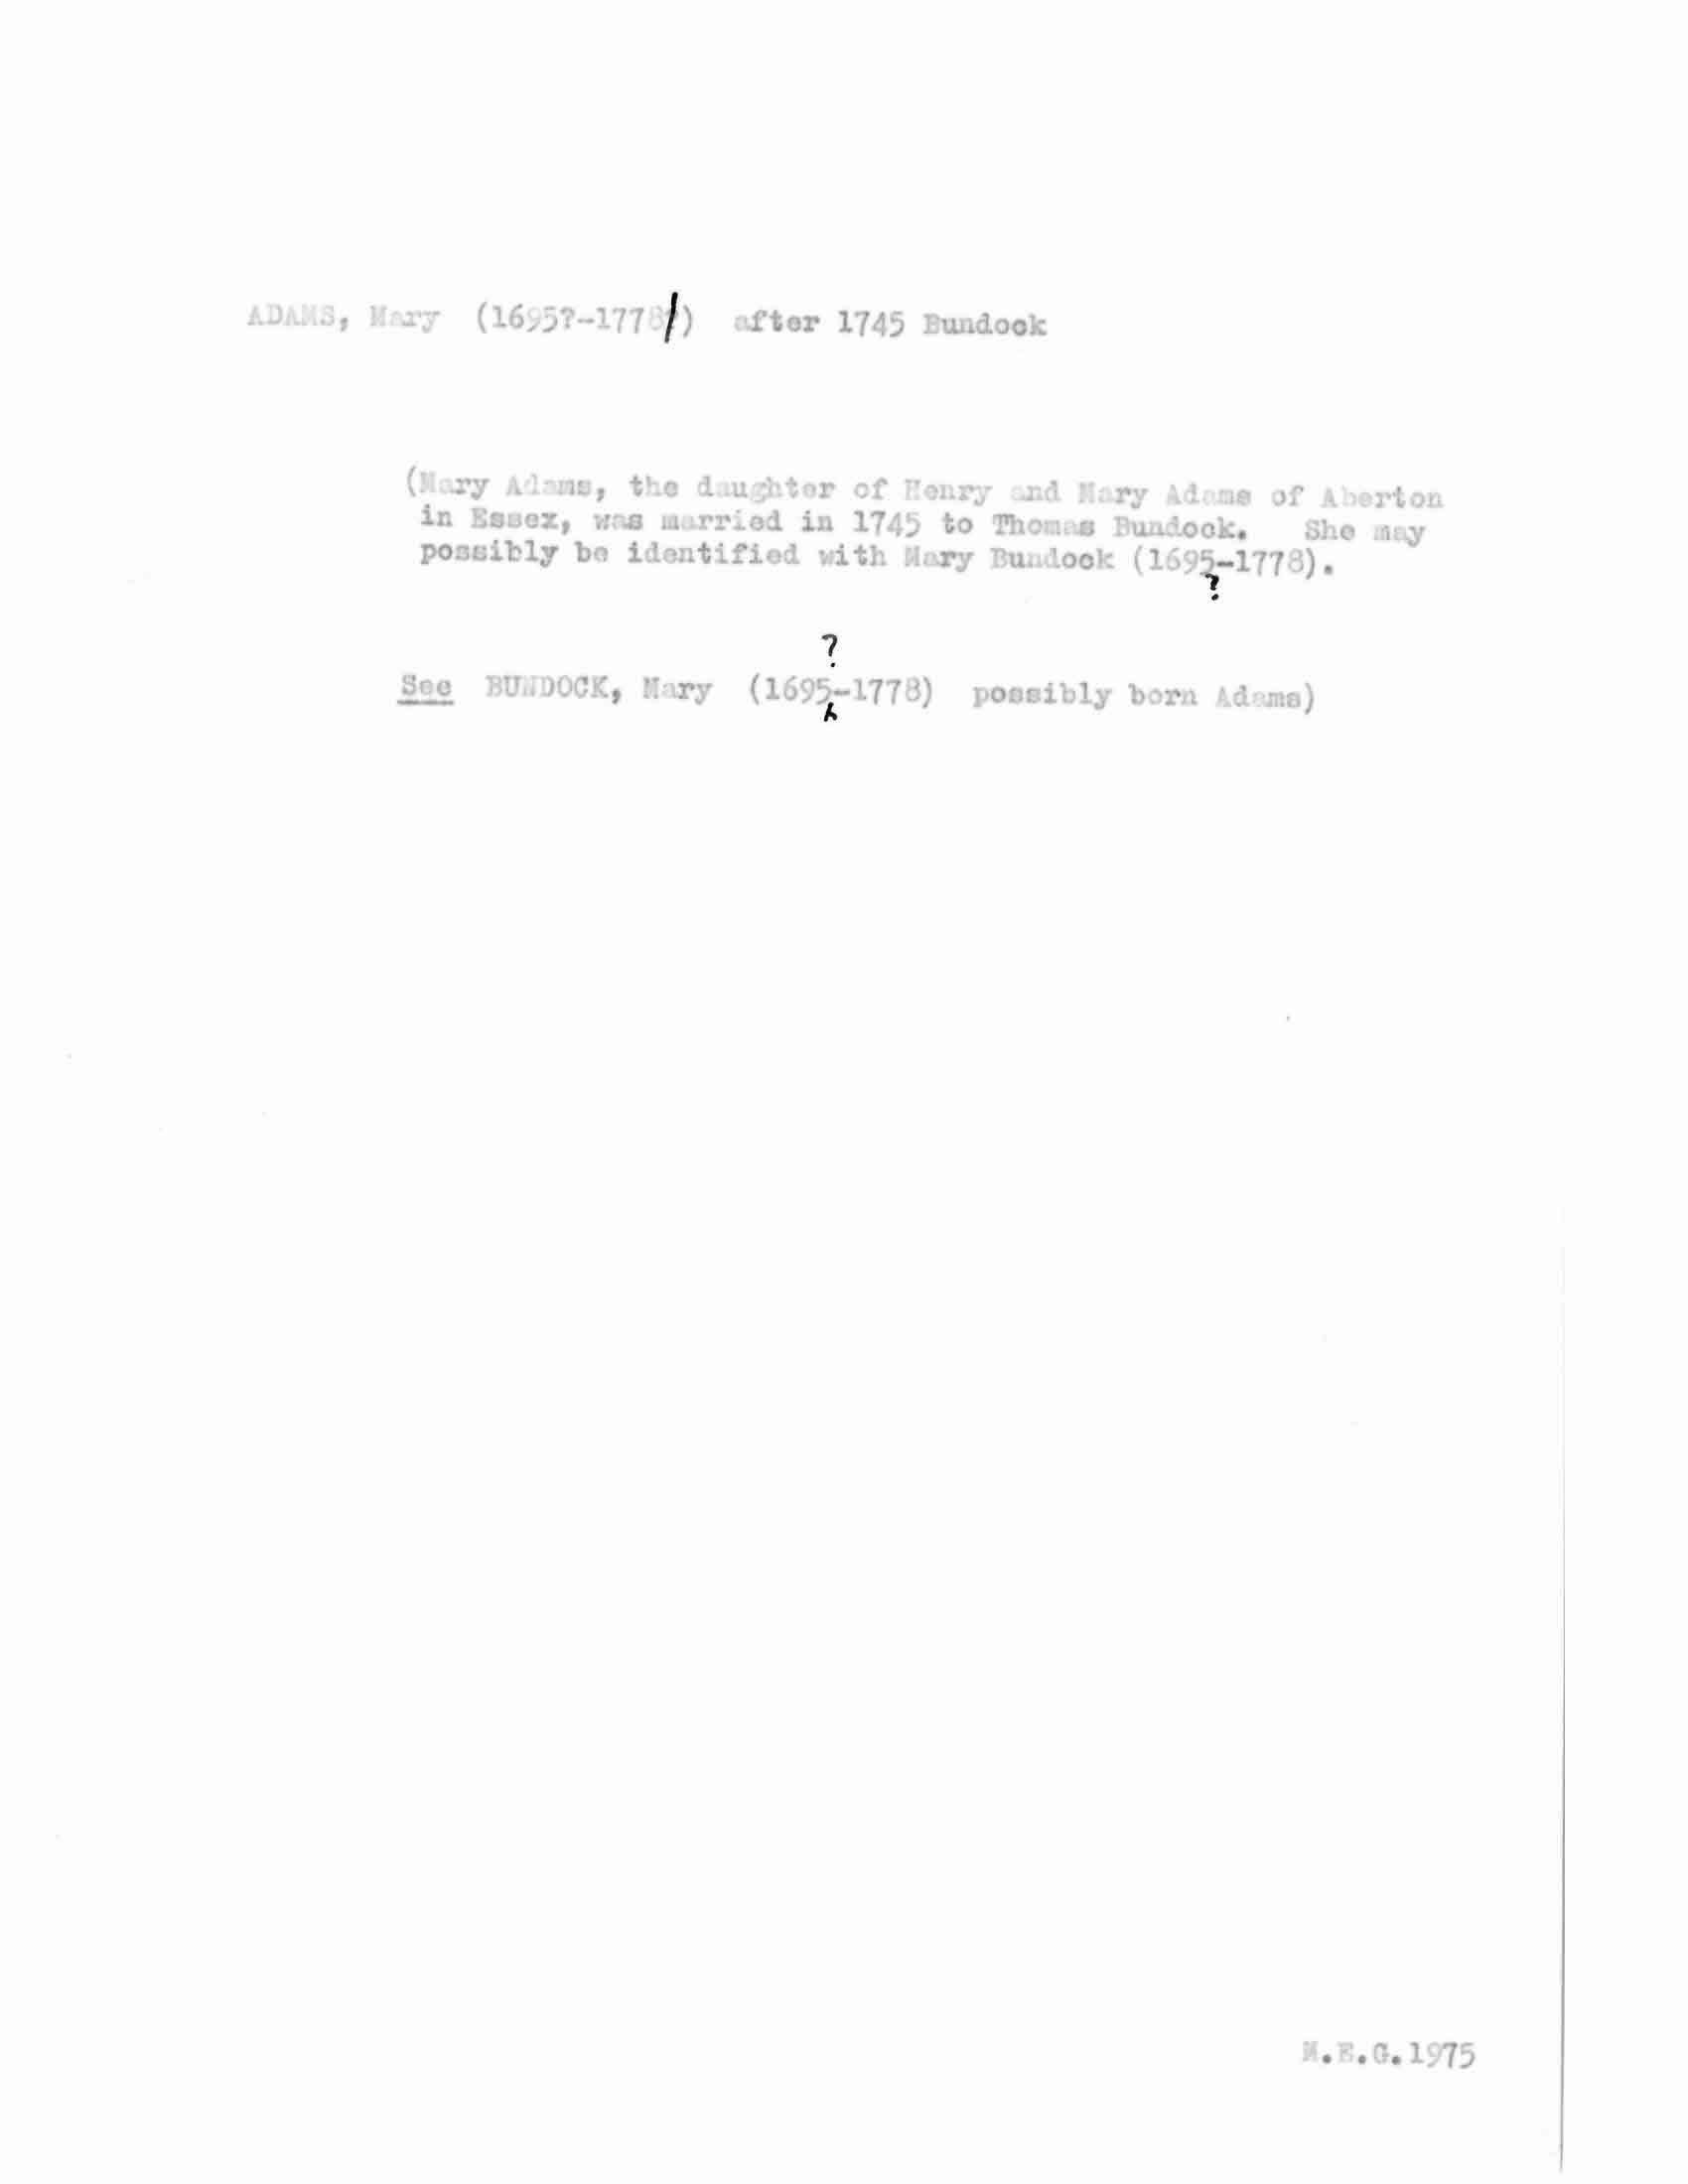 ADAMS, Mary (1695?-1778?) after 1745 Bundock
(Mary Adams, the daughter of Henry and Mary Adams of Aberton
in Essex, was married in 1745 to Thomas Bundock. She may
possibly be identified with Mary Bundock (1695-1778).
?
?
See BUNDOCK, Mary (1695-1778) possibly born Adams)
M.E.G.1975